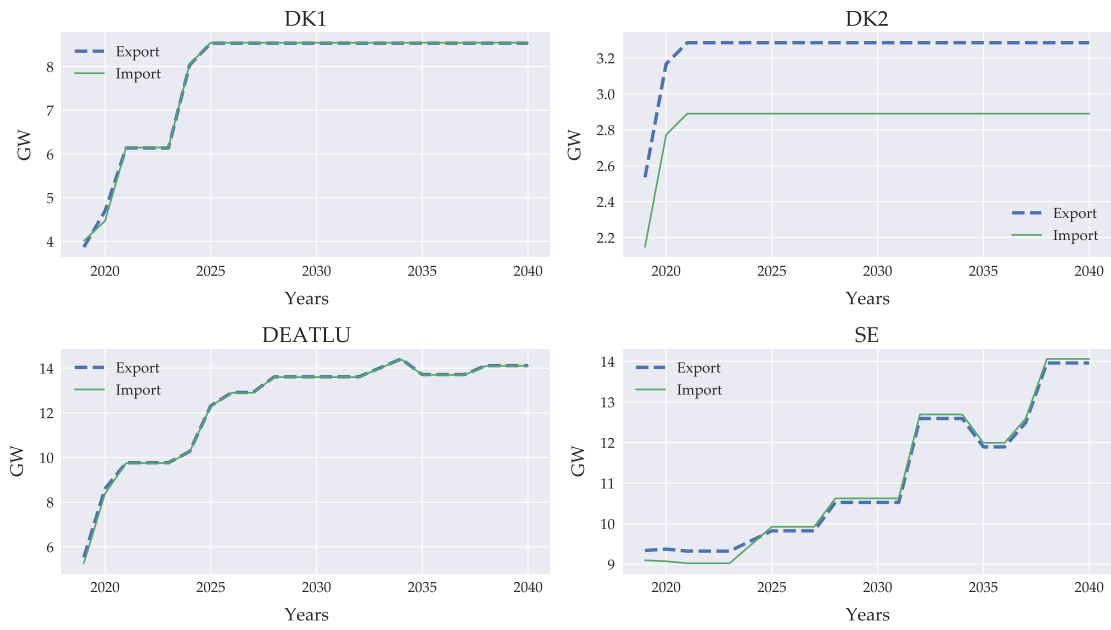 DK1
Export
Import
8
7
6
5
4
GW
2020 2025 2030 2035 2040
Years
DK2
3.2
3.0
2.8
2.6
2.4
2.2
GW
Export
Import
2020 2025 2030 2035 2040
Years
DEATLU
Export
Import
14
12
10
8
6
GW
2020 2025 2030 2035 2040
Years
SE
Export
Import
14
13
12
11
10
9
GW
2020 2025 2030 2035 2040
Years